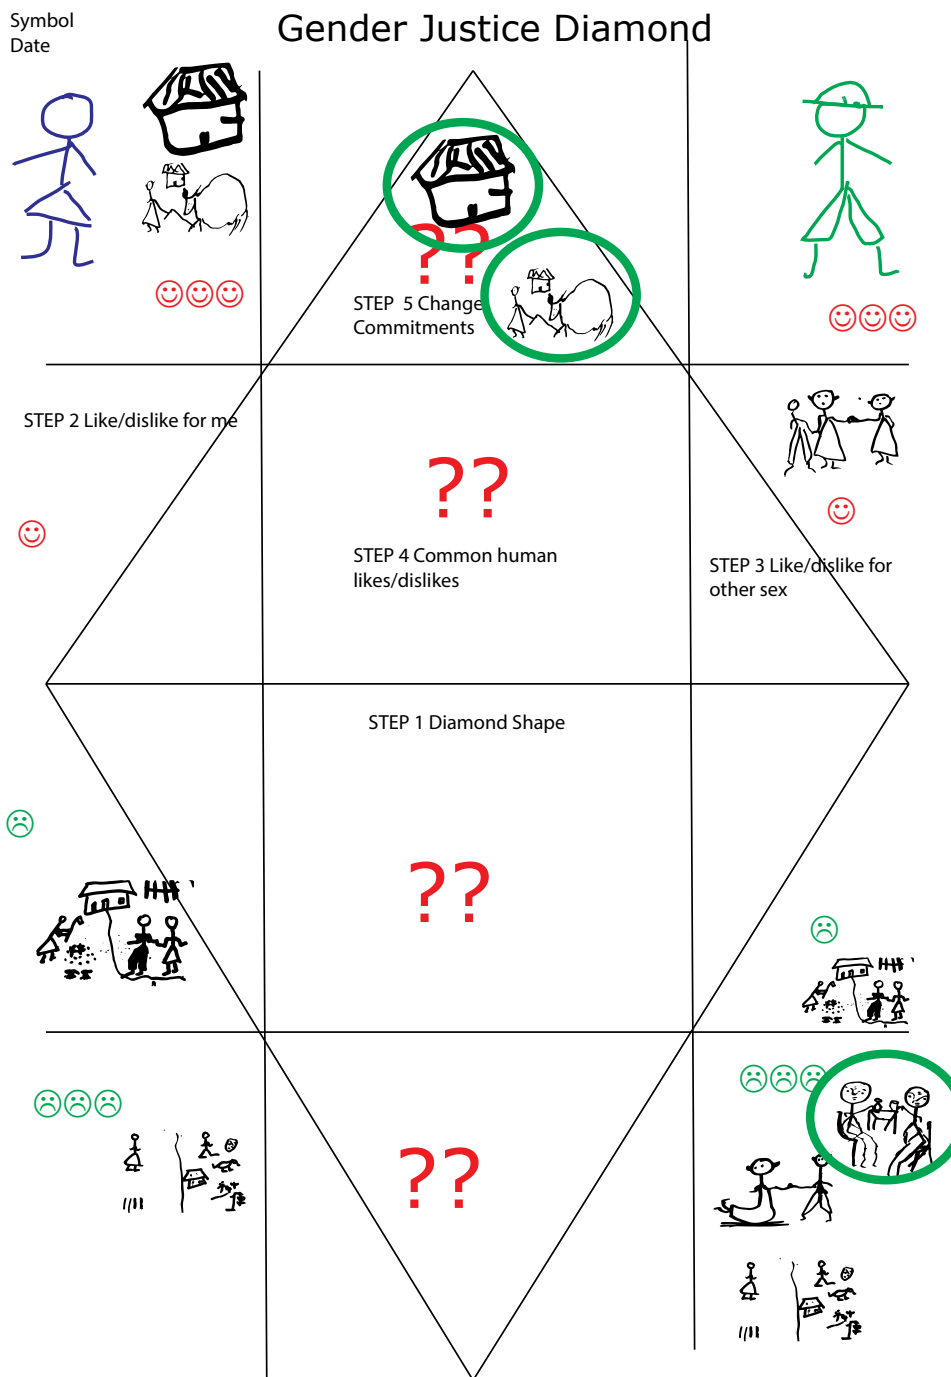 Symbol
Date
Gender Justice Diamond
??
STEP 5 Change
Commitments
STEP 2 Like/dislike for me
??
STEP 4 Common human
likes/dislikes
STEP 3 Like/dislike for
other sex
STEP 1 Diamond Shape
??
??